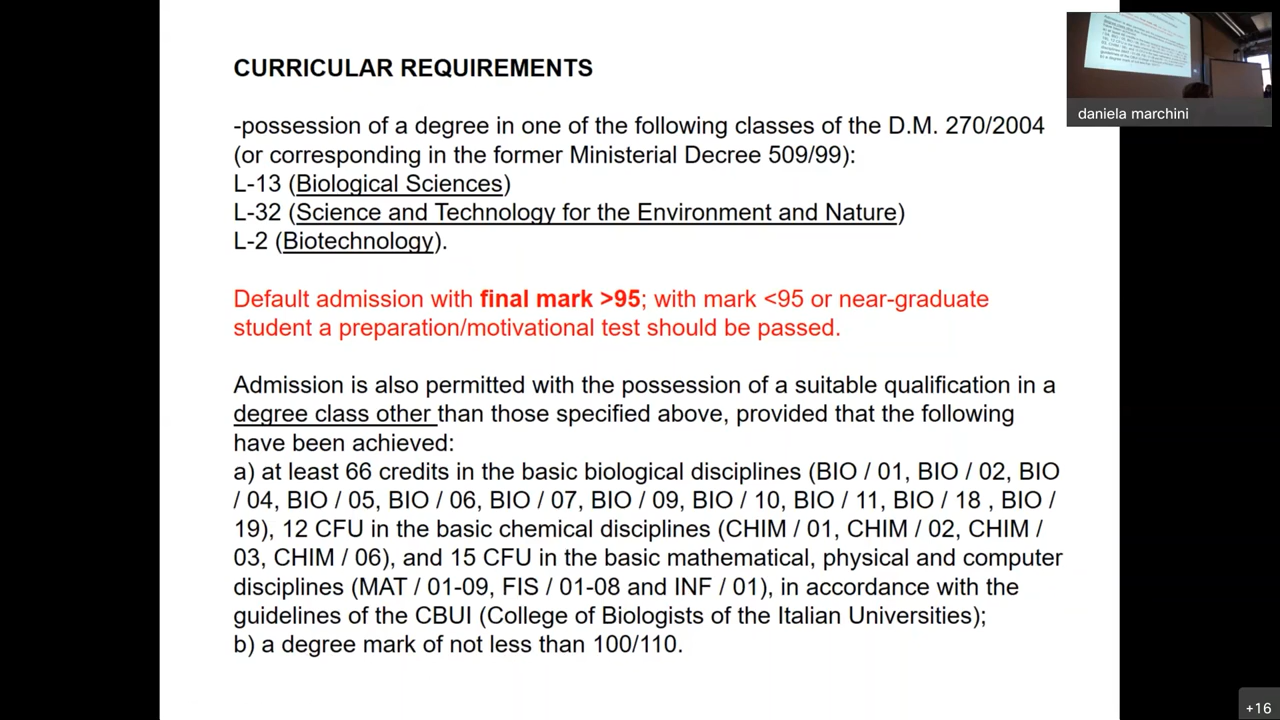 CURRICULAR REQUIREMENTS
-possession of a degree in one of the following classes of the D.M. 270/2004
(or corresponding in the former Ministerial Decree 509/99):
L-13 (Biological Sciences)
L-32 (Science and Technology for the Environment and Nature)
L-2 (Biotechnology).
Default admission with final mark >95; with mark <95 or near-graduate
student a preparation/motivational test should be passed.
Admission is also permitted with the possession of a suitable qualification in a
degree class other than those specified above, provided that the following
have been achieved:
a) at least 66 credits in the basic biological disciplines (BIO / 01, BIO / 02, BIO
/ 04, BIO / 05, BIO / 06, BIO / 07, BIO / 09, BIO / 10, BIO / 11, BIO / 18 , BIO /
19), 12 CFU in the basic chemical disciplines (CHIM / 01, CHIM / 02, CHIM /
03, CHIM / 06), and 15 CFU in the basic mathematical, physical and computer
disciplines (MAT / 01-09, FIS / 01-08 and INF / 01), in accordance with the
guidelines of the CBUI (College of Biologists of the Italian Universities);
b) a degree mark of not less than 100/110.
daniela marchini
+16